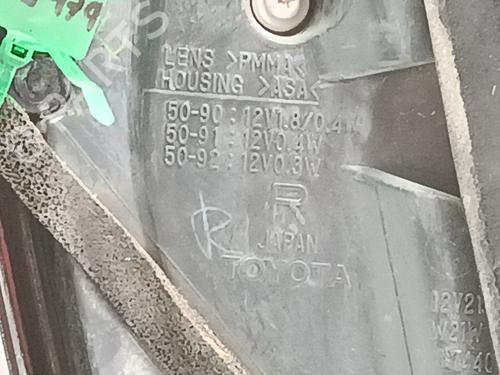 LENS >PMMA<
HOUSING >ASA<
50-90 : 12V1.8/0.4W
50-91 : 12V0.4W
50-92 : 12V0.3W
R
JAPAN
TOYOTA
12V21
W21W